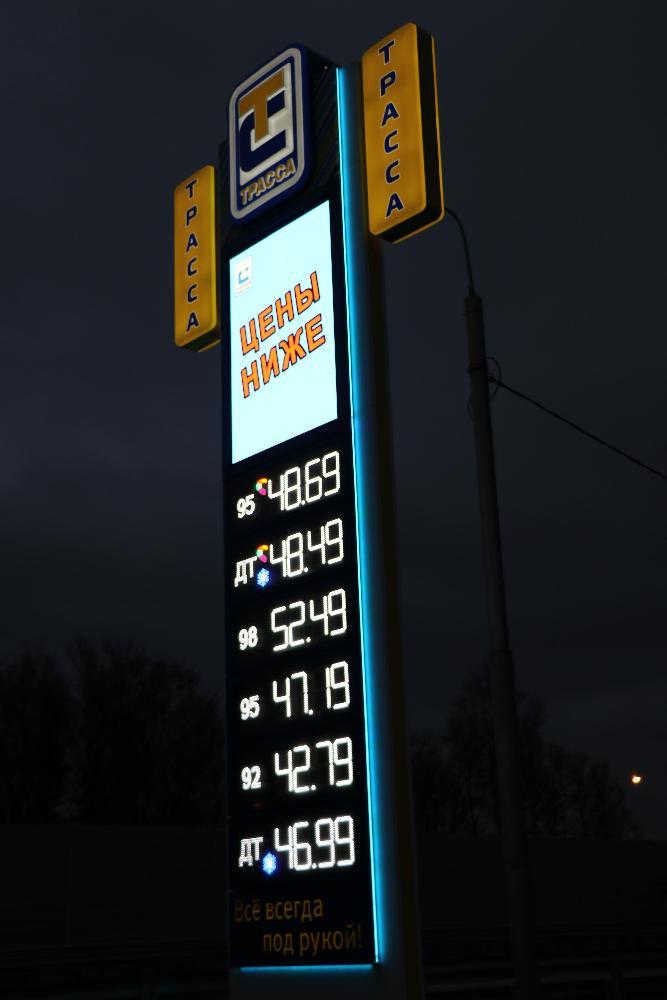 ТРАССА
ТРАССА
ТРАССА
ЦЕНЫ
НИЖЕ
95 48.69
ДТ 48.49
98 52.49
95 47.19
92 42.79
ДТ 46.99
Всё всегда
под рукой!